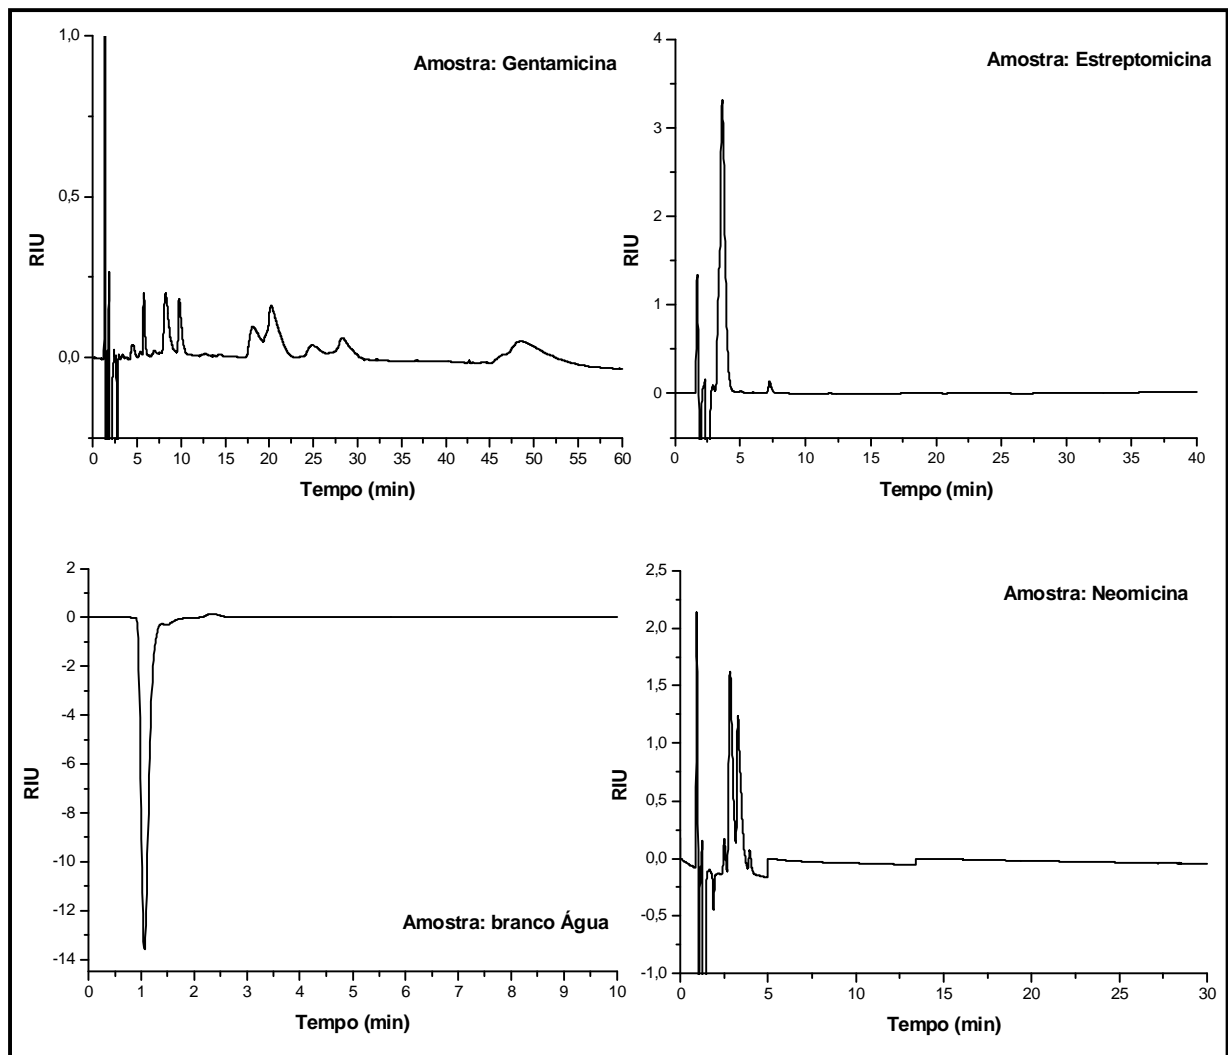 Amostra: Gentamicina
1,0
0,5
0,0
RIU
0 5 10 15 20 25 30 35 40 45 50 55 60
Tempo (min)
Amostra: Estreptomicina
4
3
2
1
0
RIU
0 5 10 15 20 25 30 35 40
Tempo (min)
2
0
-2
-4
-6
-8
-10
-12
-14
RIU
Amostra: branco Água
0 1 2 3 4 5 6 7 8 9 10
Tempo (min)
Amostra: Neomicina
2,5
2,0
1,5
1,0
0,5
0,0
-0,5
-1,0
RIU
0 5 10 15 20 25 30
Tempo (min)